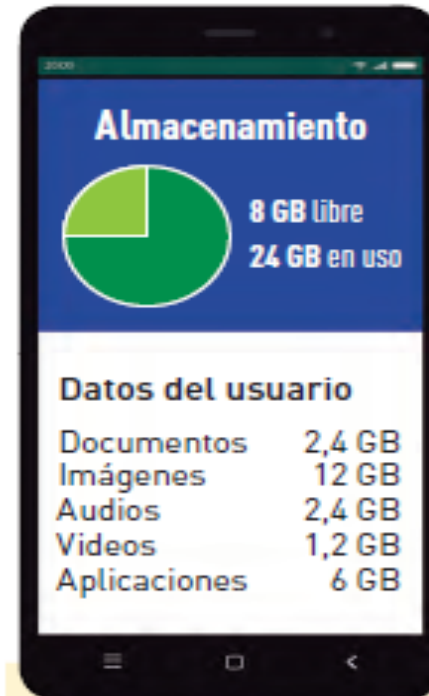 Almacenamiento
8 GB libre
24 GB en uso
Datos del usuario
Documentos 2,4 GB
Imágenes 12 GB
Audios 2,4 GB
Videos 1,2 GB
Aplicaciones 6 GB